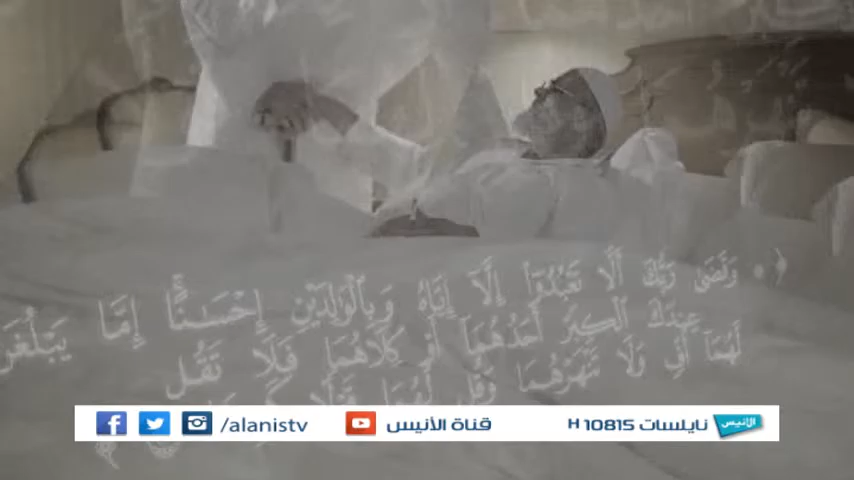 ﴿ • وَقَضَىٰ رَبُّكَ أَلَّا تَعْبُدُوٓا۟ إِلَّآ إِيَّاهُ وَبِٱلْوَٰلِدَيْنِ إِحْسَـٰنًا ۚ إِمَّا يَبْلُغَنَّ
عِندَكَ ٱلْكِبَرَ أَحَدُهُمَآ أَوْ كِلَاهُمَا فَلَا تَقُل
لَّهُمَآ أُفٍّ وَلَا تَنْهَرْهُمَا وَقُل لَّهُمَا قَوْلًا
/alanistv قناة الأنيس نايلسات H 10815 الأنيس